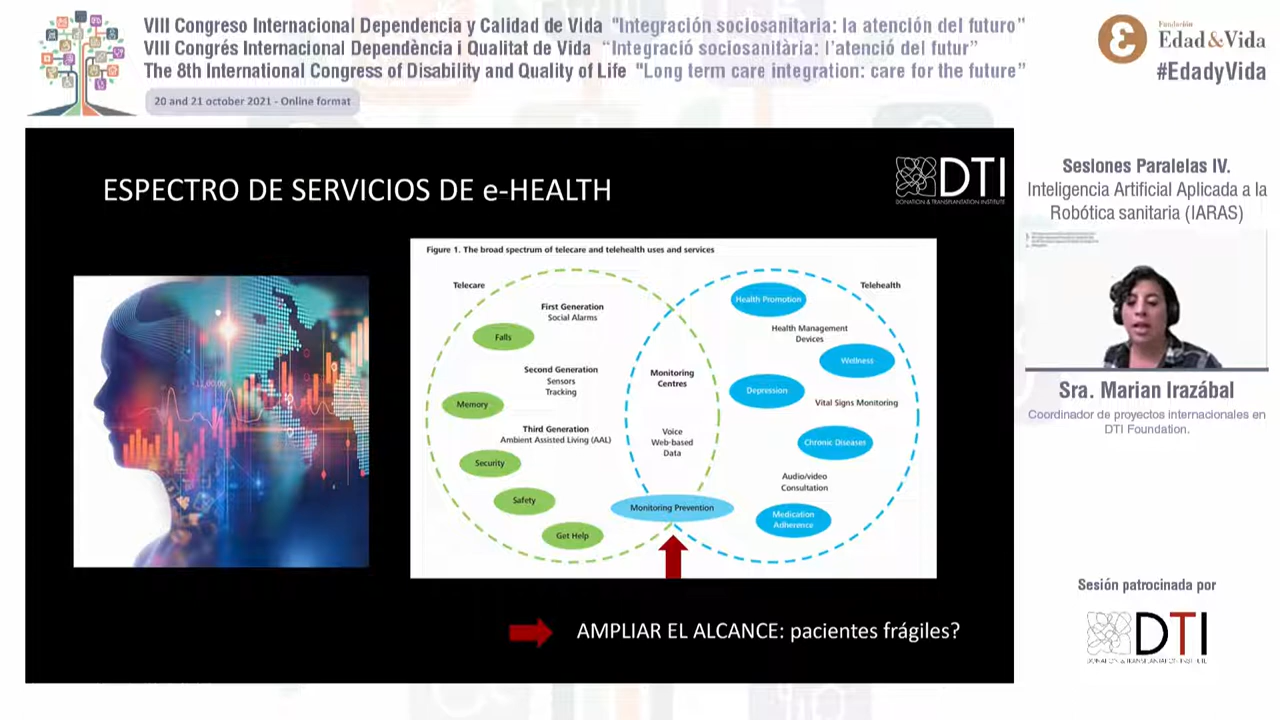 VIII Congreso Internacional Dependencia y Calidad de Vida "Integración sociosanitaria: la atención del futuro"
VIII Congrés Internacional Dependència i Qualitat de Vida "Integració sociosanitària: l'atenció del futur"
The 8th International Congress of Disability and Quality of Life "Long term care integration: care for the future"
20 and 21 october 2021 - Online format
Fundación
Edad&Vida
#EdadyVida
ESPECTRO DE SERVICIOS DE e-HEALTH
DTI
DONATION & TRANSPLANTATION INSTITUTE
Figure 1. The broad spectrum of telecare and telehealth uses and services
Telecare
First Generation
Social Alarms
Falls
Second Generation
Sensors
Tracking
Memory
Third Generation
Ambient Assisted Living (AAL)
Security
Safety
Get Help
Monitoring
Centres
Voice
Web-based
Data
Monitoring Prevention
Telehealth
Health Promotion
Health Management
Devices
Wellness
Depression
Vital Signs Monitoring
Chronic Diseases
Audio/video
Consultation
Medication
Adherence
AMPLIAR EL ALCANCE: pacientes frágiles?
Sesiones Paralelas IV.
Inteligencia Artificial Aplicada a la
Robótica sanitaria (IARAS)
Sra. Marian Irazábal
Coordinador de proyectos internacionales en
DTI Foundation.
Sesión patrocinada por
DTI
DONATION & TRANSPLANTATION INSTITUTE